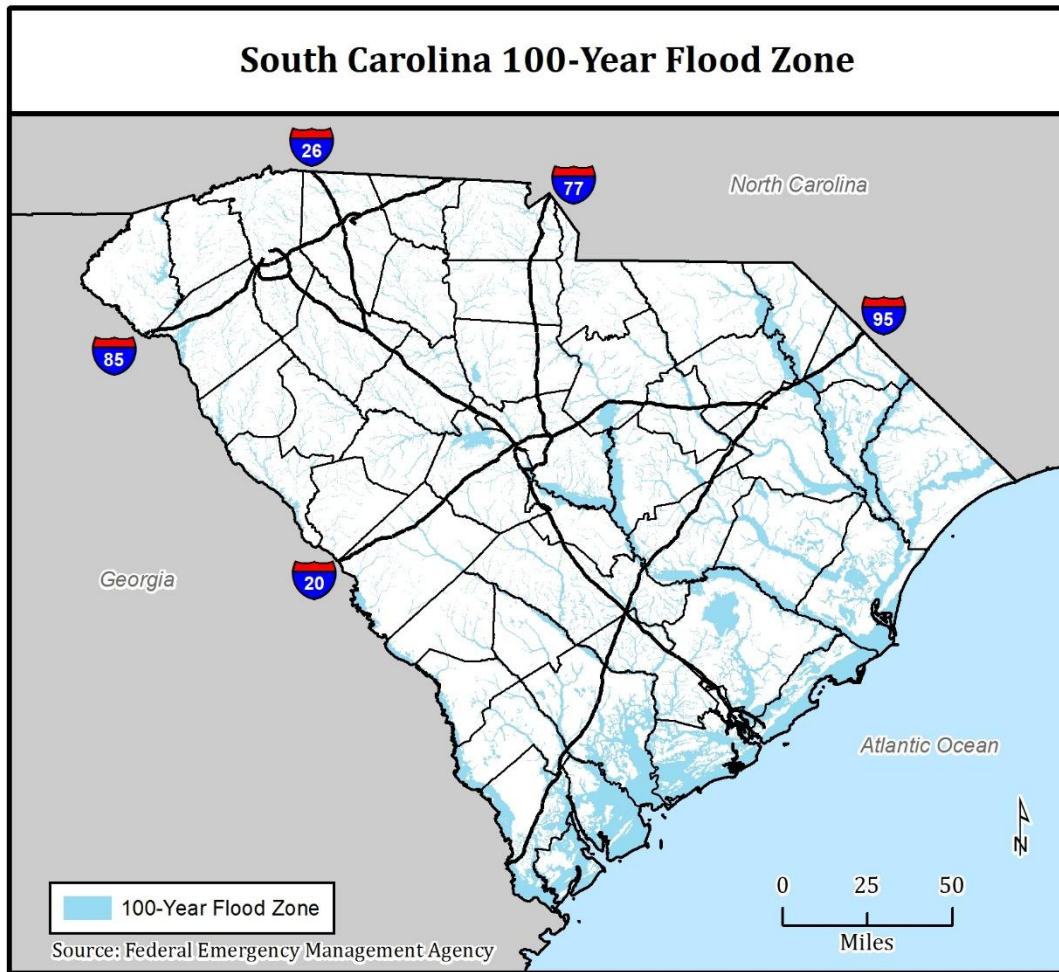 South Carolina 100-Year Flood Zone
26
77
North Carolina
95
85
Georgia
20
Atlantic Ocean
N
0 25 50
Miles
100-Year Flood Zone
Source: Federal Emergency Management Agency